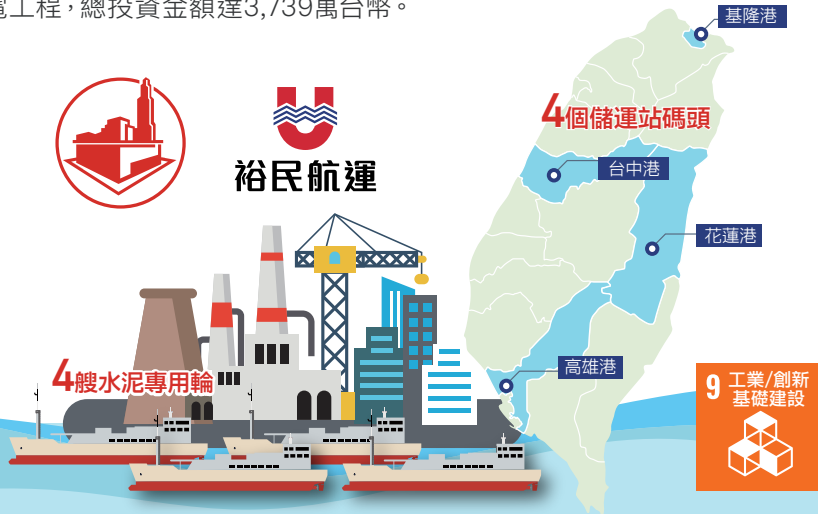 電工程，總投資金額達3,739萬台幣。
基隆港
4個儲運站碼頭
裕民航運
台中港
花蓮港
高雄港
4艘水泥專用輪
9 工業/創新
基礎建設